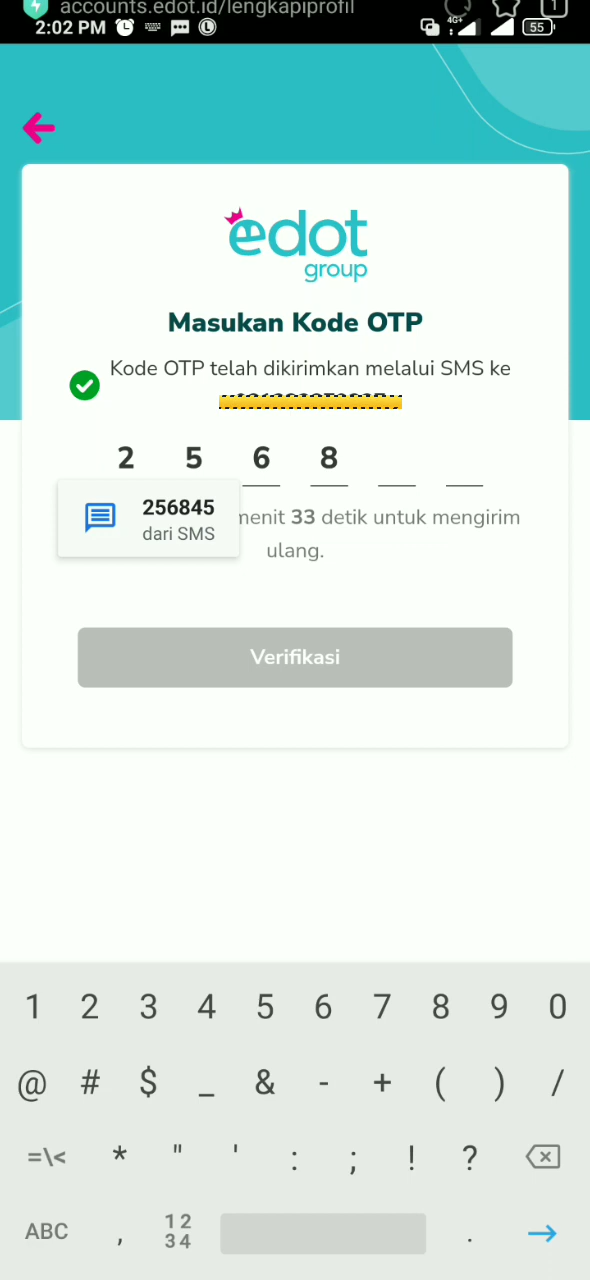 accounts.edot.id/lengkapiprofil
1
2:02 PM
4G+
55
edot
group
Masukan Kode OTP
Kode OTP telah dikirimkan melalui SMS ke
2 5 6 8
256845
dari SMS
menit 33 detik untuk mengirim
ulang.
Verifikasi
1 2 3 4 5 6 7 8 9 0
@ # $ _ & - + ( ) /
=\< * " ' : ; ! ?
ABC , 12 .
34